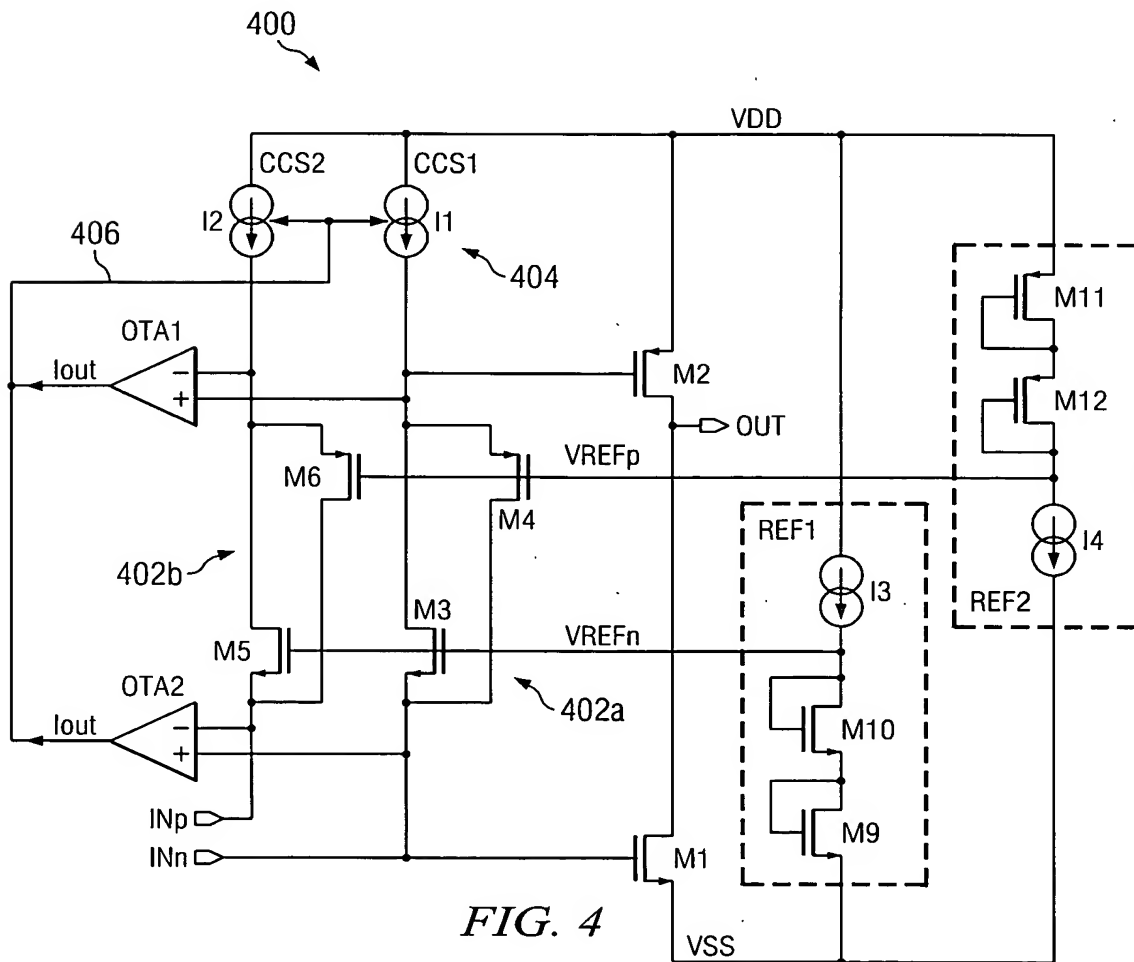 400
VDD
CCS2
CCS1
I2
I1
406
404
OTA1
Iout
−
+
M2
M11
M12
OUT
VREFp
M6
M4
I4
REF1
402b
I3
REF2
M3
VREFn
M5
OTA2
402a
Iout
−
+
M10
INp
M9
INn
M1
FIG. 4
VSS